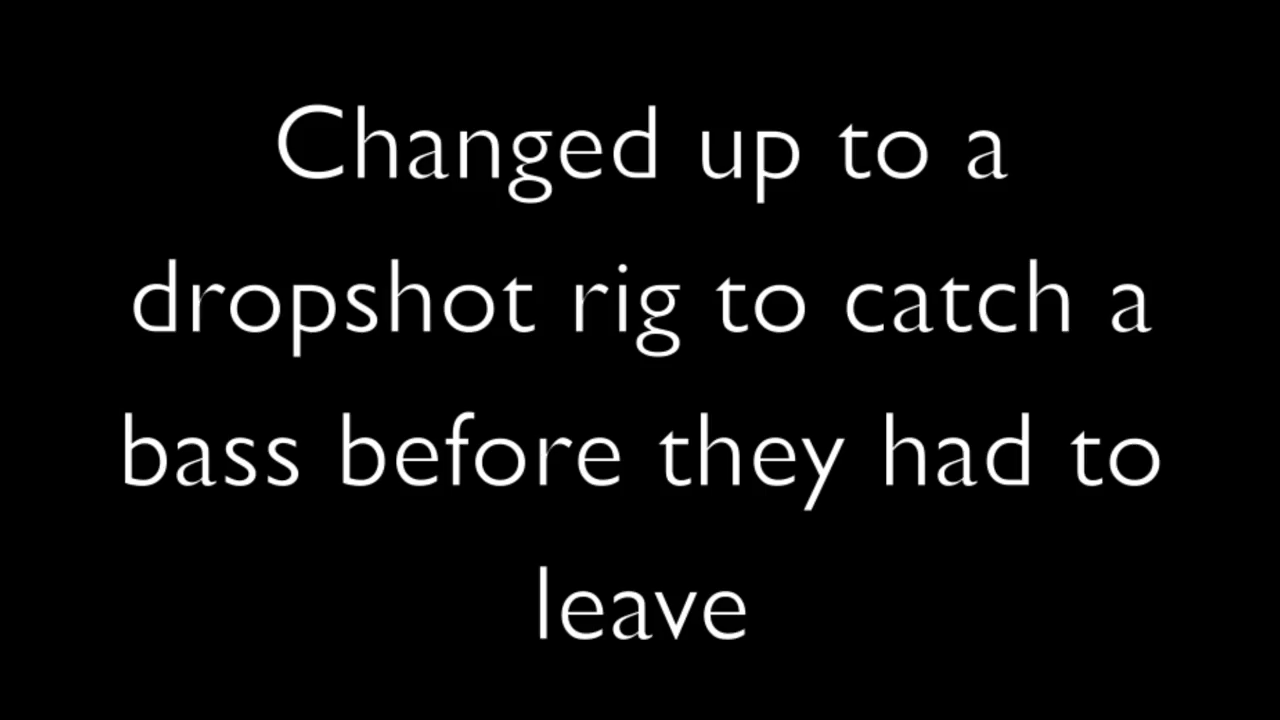 Changed up to a
dropshot rig to catch a
bass before they had to
leave